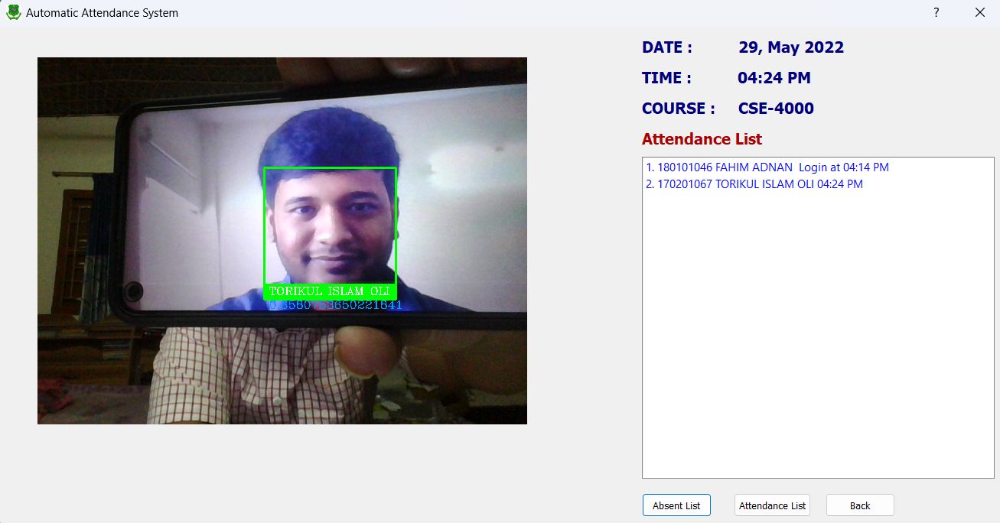 Automatic Attendance System
?
DATE : 29, May 2022
TIME : 04:24 PM
COURSE : CSE-4000
Attendance List
1. 180101046 FAHIM ADNAN  Login at 04:14 PM
2. 170201067 TORIKUL ISLAM OLI 04:24 PM
TORIKUL ISLAM OLI
Absent List
Attendance List
Back